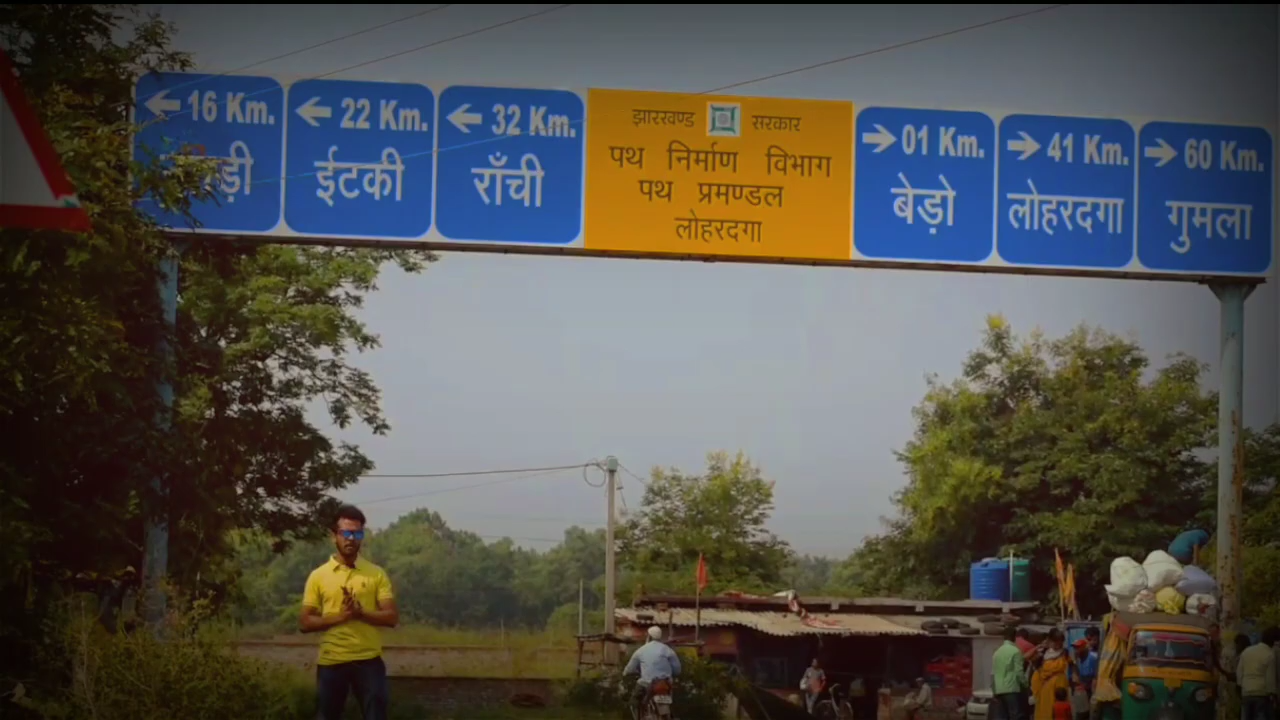 16 Km.
22 Km.
ईटकी
32 Km.
राँची
झारखण्ड सरकार
पथ निर्माण विभाग
पथ प्रमण्डल
लोहरदगा
01 Km.
बेड़ो
41 Km.
लोहरदगा
60 Km.
गुमला